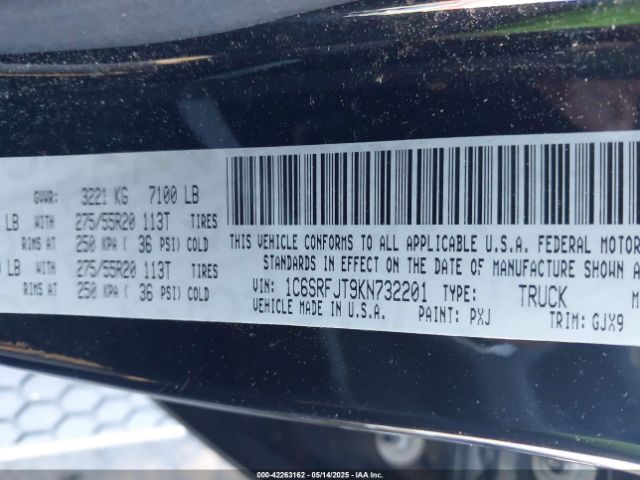 GVWR: 3221 KG 7100 LB
LB WITH 275/55R20 113T TIRES
RIMS AT 250 KPA ( 36 PSI) COLD
LB WITH 275/55R20 113T TIRES
RIMS AT 250 KPA ( 36 PSI) COLD
THIS VEHICLE CONFORMS TO ALL APPLICABLE U.S.A. FEDERAL MOTOR
STANDARDS IN EFFECT ON THE DATE OF MANUFACTURE SHOWN A
VIN: 1C6SRFJT9KN732201 TYPE: TRUCK M
VEHICLE MADE IN U.S.A. PAINT: PXJ TRIM: GJX9
000-42263162 - 05/14/2025 - IAA Inc.